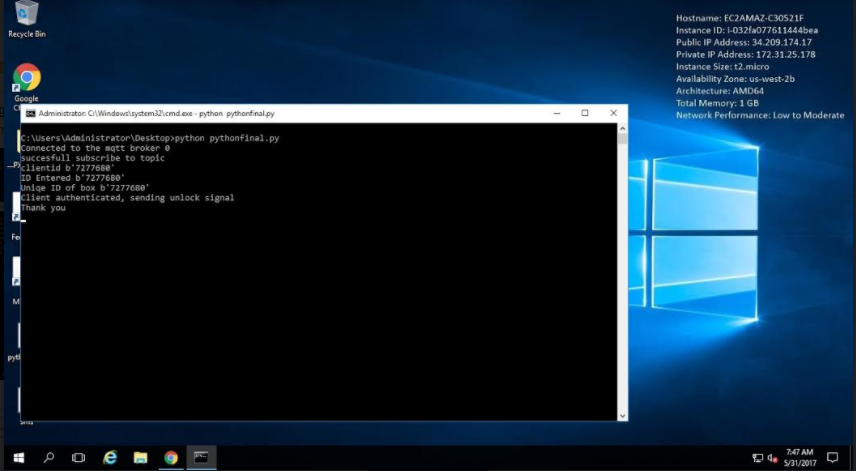 Recycle Bin
Google
Hostname: EC2AMAZ-C30521F
Instance ID: i-032fa077611444bea
Public IP Address: 34.209.174.17
Private IP Address: 172.31.25.178
Instance Size: t2.micro
Availability Zone: us-west-2b
Architecture: AMD64
Total Memory: 1 GB
Network Performance: Low to Moderate
Administrator: C:\Windows\system32\cmd.exe - python pythonfinal.py
C:\Users\Administrator\Desktop>python pythonfinal.py
Connected to the mqtt broker 0
succesfull subscribe to topic
clientid b'7277680'
ID Entered b'7277680'
Uniqe ID of box b'7277680'
Client authenticated, sending unlock signal
Thank you
7:47 AM
5/31/2017